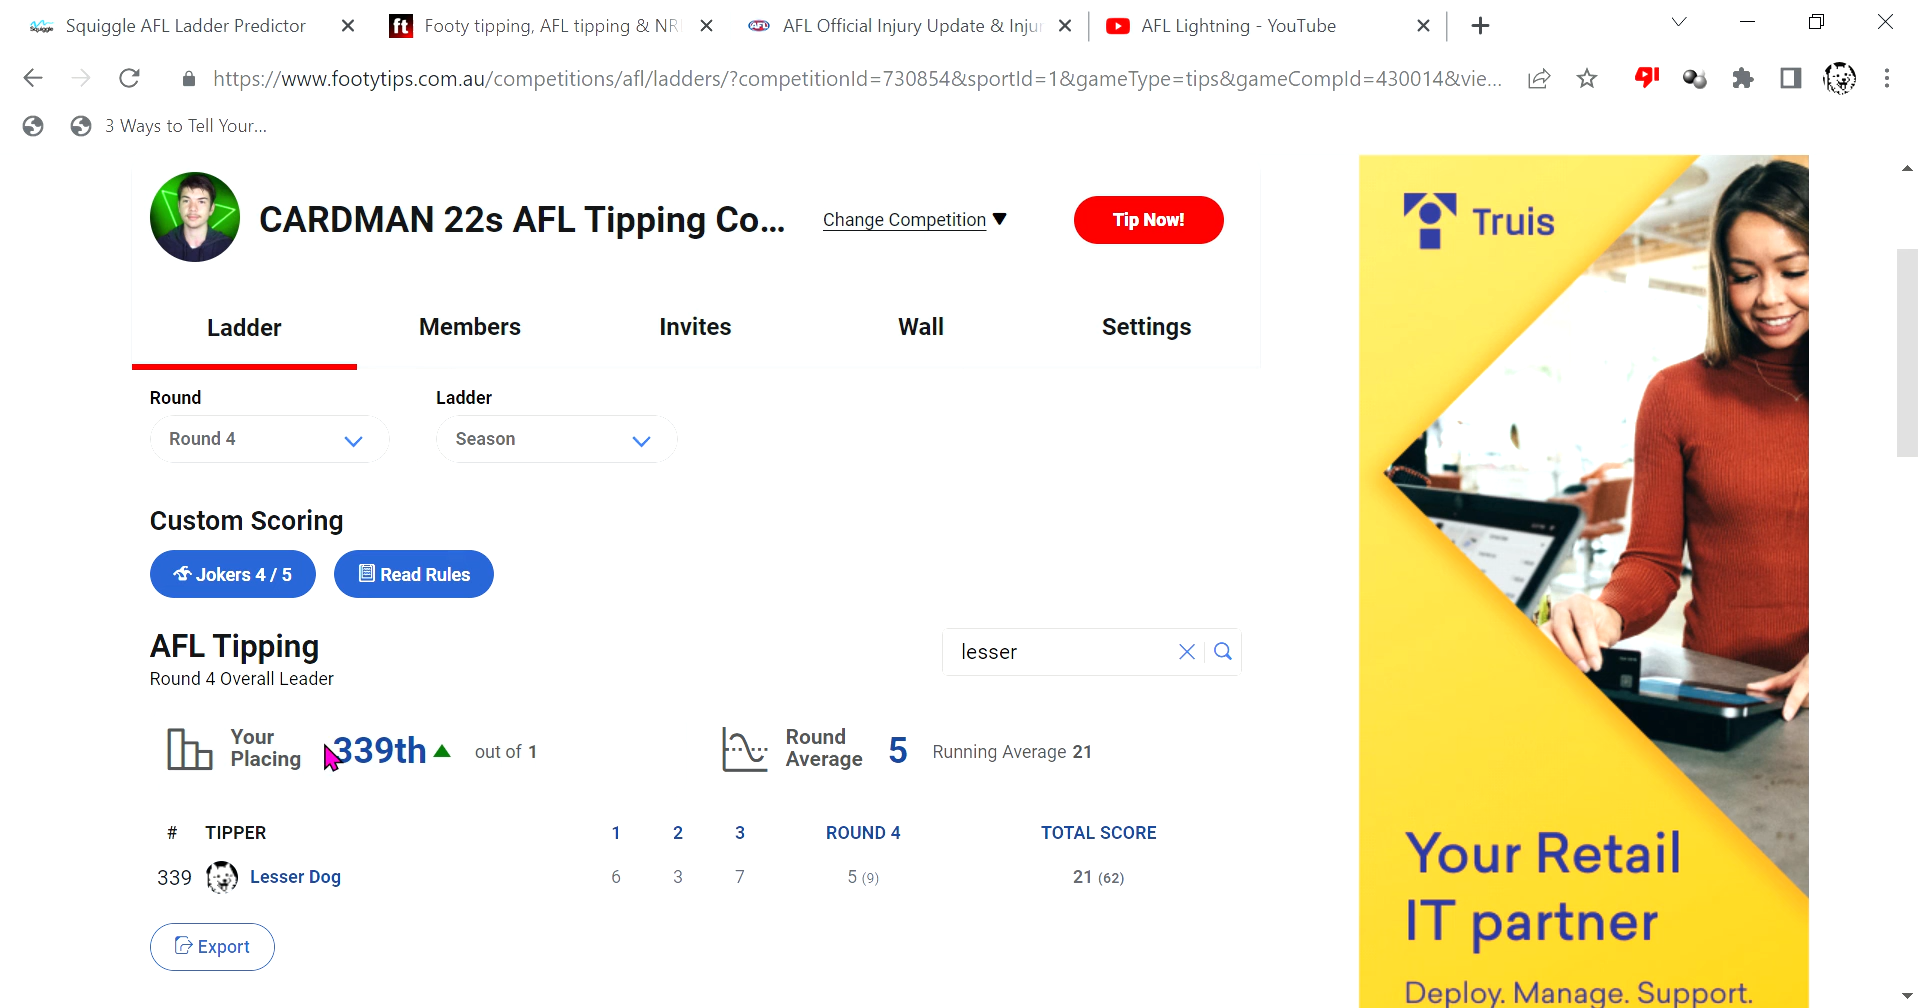 Squiggle AFL Ladder Predictor
ft Footy tipping, AFL tipping & NR
AFL AFL Official Injury Update & Inju
AFL Lightning - YouTube
https://www.footytips.com.au/competitions/afl/ladders/?competitionId=730854&sportId=1&gameType=tips&gameCompId=430014&vie...
3 Ways to Tell Your...
CARDMAN 22s AFL Tipping Co...
Change Competition
Tip Now!
Ladder Members Invites Wall Settings
Round Ladder
Round 4 Season
Custom Scoring
Jokers 4 / 5 Read Rules
AFL Tipping
Round 4 Overall Leader
lesser
Your Placing 339th out of 1
Round Average 5 Running Average 21
# TIPPER 1 2 3 ROUND 4 TOTAL SCORE
339 Lesser Dog 6 3 7 5 (9) 21 (62)
Export
Truis
Your Retail
IT partner
Deploy. Manage. Support.